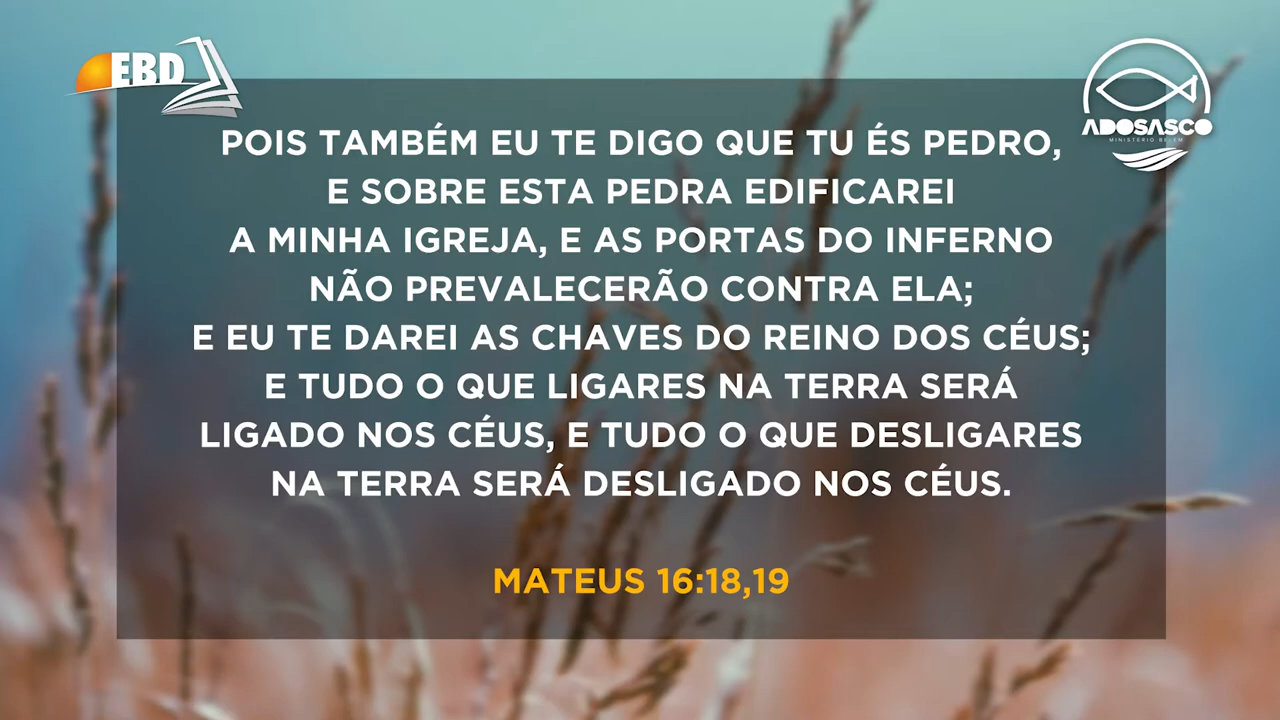 EBD
ADOSASCO
MINISTÉRIO BELÉM
POIS TAMBÉM EU TE DIGO QUE TU ÉS PEDRO,
E SOBRE ESTA PEDRA EDIFICAREI
A MINHA IGREJA, E AS PORTAS DO INFERNO
NÃO PREVALECERÃO CONTRA ELA;
E EU TE DAREI AS CHAVES DO REINO DOS CÉUS;
E TUDO O QUE LIGARES NA TERRA SERÁ
LIGADO NOS CÉUS, E TUDO O QUE DESLIGARES
NA TERRA SERÁ DESLIGADO NOS CÉUS.
MATEUS 16:18,19